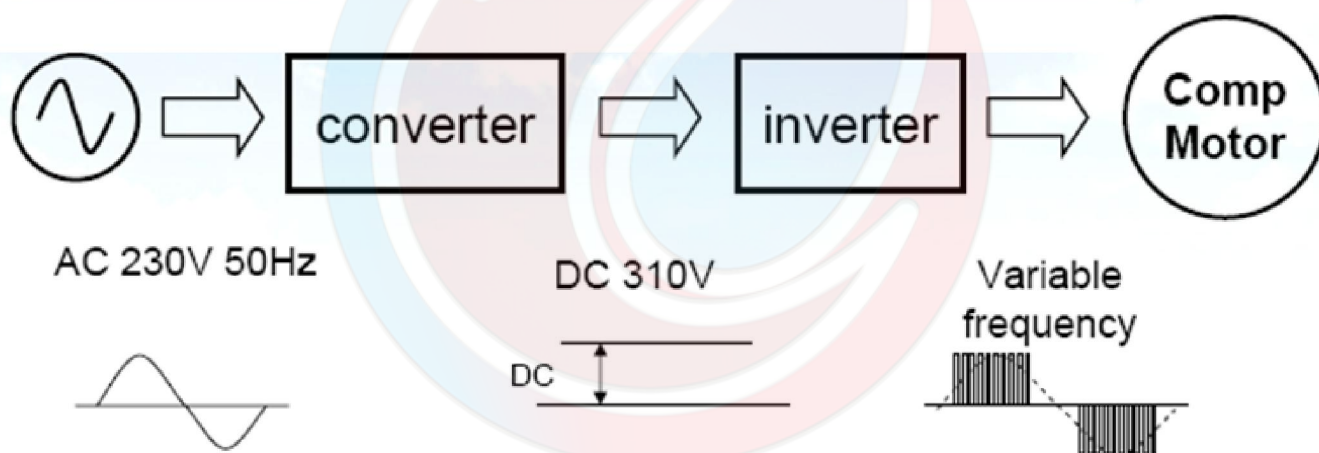 converter
inverter
Comp
Motor
AC 230V 50Hz
DC 310V
Variable
frequency
DC